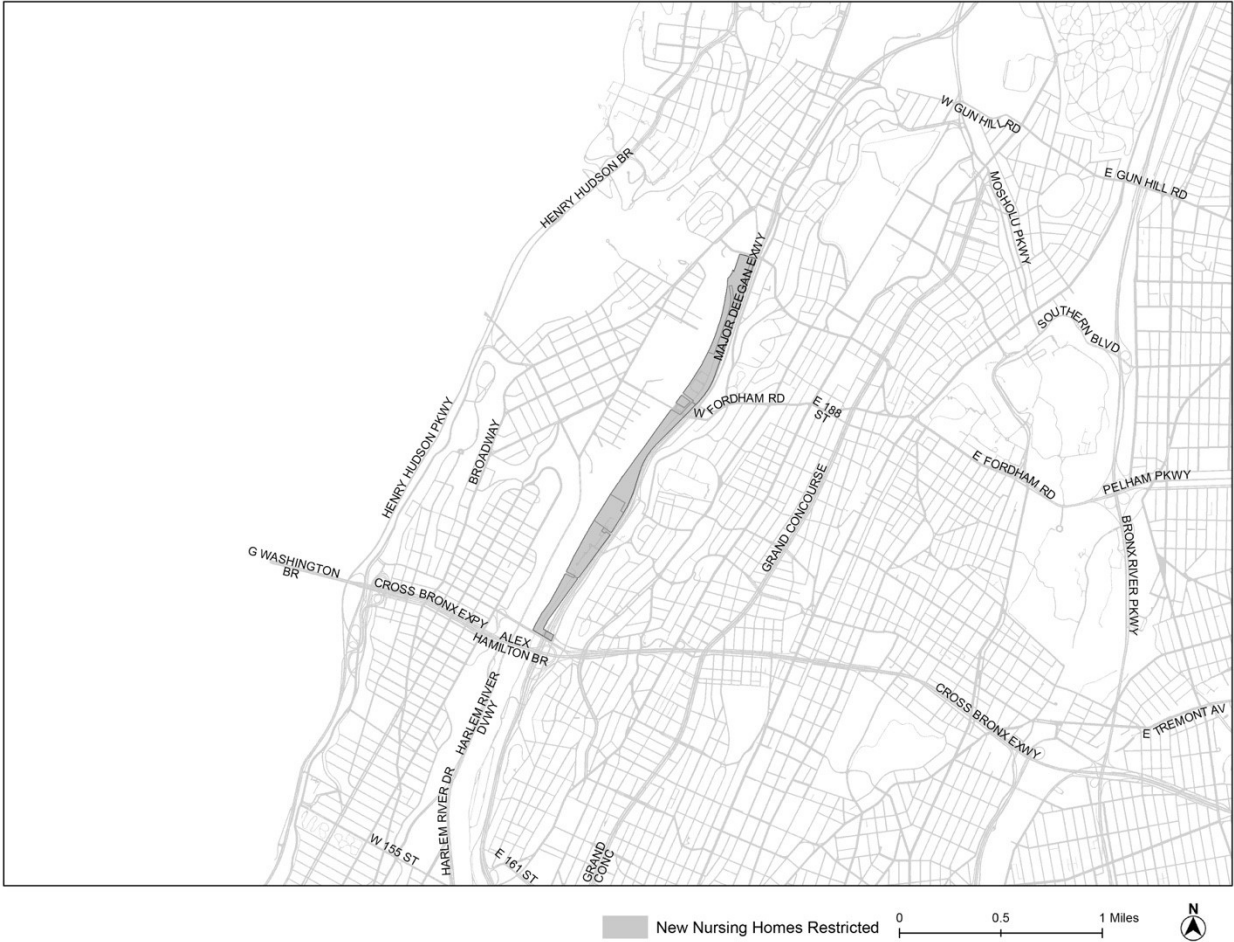 W GUN HILL RD
E GUN HILL RD
MOSHOLU PKWY
HENRY HUDSON BR
MAJOR DEEGAN EXWY
SOUTHERN BLVD
W FORDHAM RD
E 188
ST
E FORDHAM RD
PELHAM PKWY
HENRY HUDSON PKWY
BROADWAY
GRAND CONCOURSE
BRONX RIVER PKWY
G WASHINGTON
BR
CROSS BRONX EXPY
ALEX
HAMILTON BR
HARLEM RIVER
DVWY
CROSS BRONX EXWY
E TREMONT AV
HARLEM RIVER DR
W 155 ST
E 161 ST
GRAND
CONC
New Nursing Homes Restricted
0 0.5 1 Miles
N